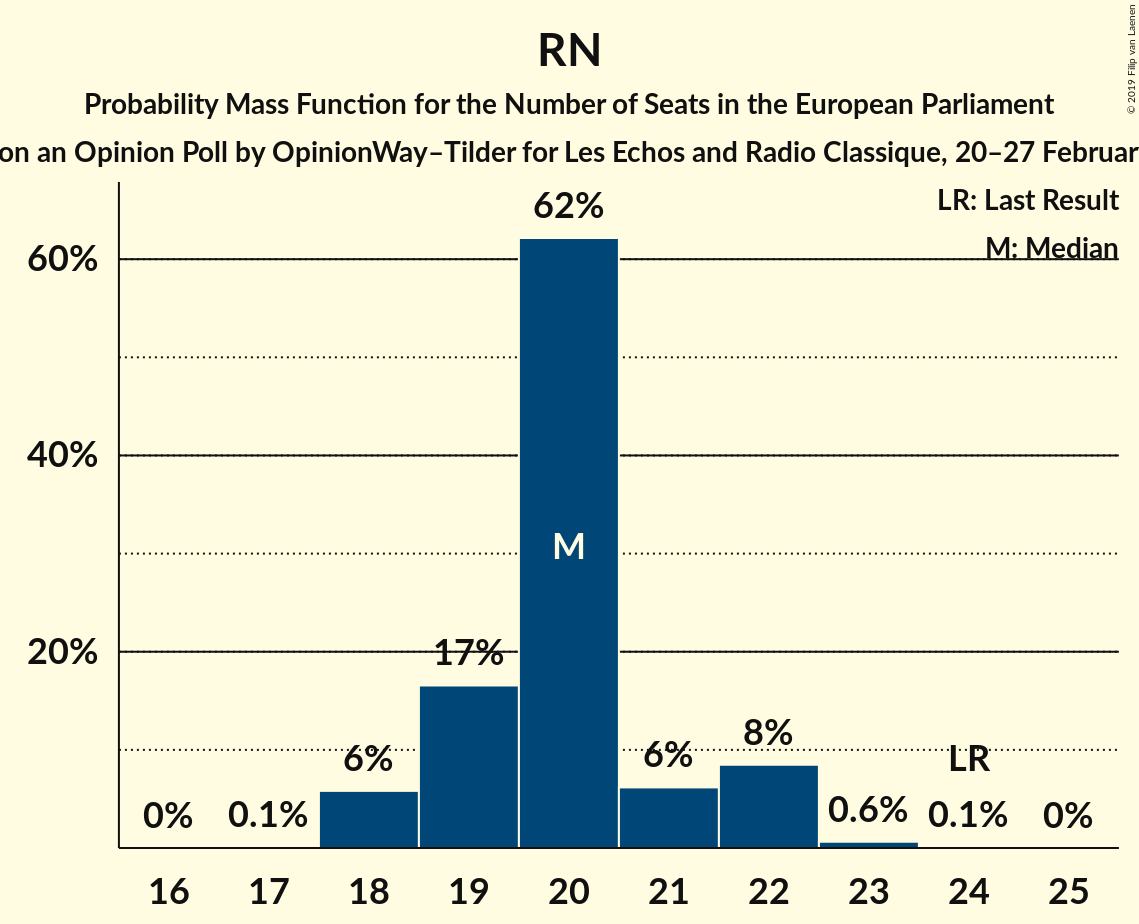 RN
Probability Mass Function for the Number of Seats in the European Parliament
on an Opinion Poll by OpinionWay–Tilder for Les Echos and Radio Classique, 20–27 Februar
© 2019 Filip van Laenen
LR: Last Result
M: Median
62%
60%
40%
M
20%
17%
6%
6%
8%
LR
0%
0.1%
0.6%
0.1%
0%
16 17 18 19 20 21 22 23 24 25